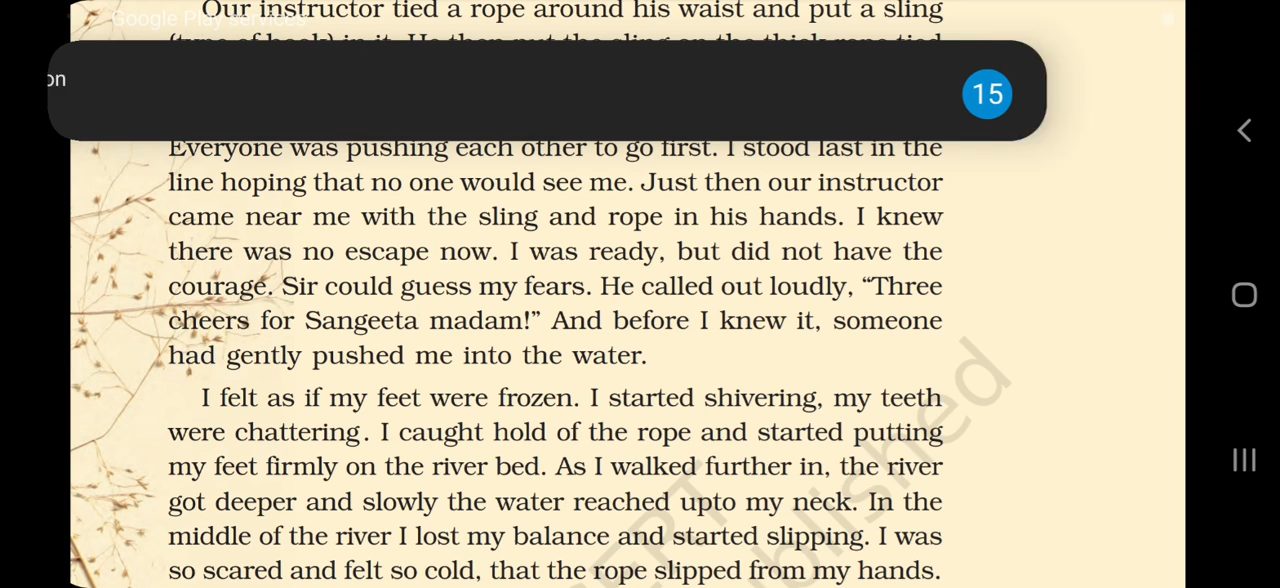 Google Play services
Our instructor tied a rope around his waist and put a sling
on
15
Everyone was pushing each other to go first. I stood last in the
line hoping that no one would see me. Just then our instructor
came near me with the sling and rope in his hands. I knew
there was no escape now. I was ready, but did not have the
courage. Sir could guess my fears. He called out loudly, “Three
cheers for Sangeeta madam!” And before I knew it, someone
had gently pushed me into the water.
I felt as if my feet were frozen. I started shivering, my teeth
were chattering. I caught hold of the rope and started putting
my feet firmly on the river bed. As I walked further in, the river
got deeper and slowly the water reached upto my neck. In the
middle of the river I lost my balance and started slipping. I was
so scared and felt so cold, that the rope slipped from my hands.